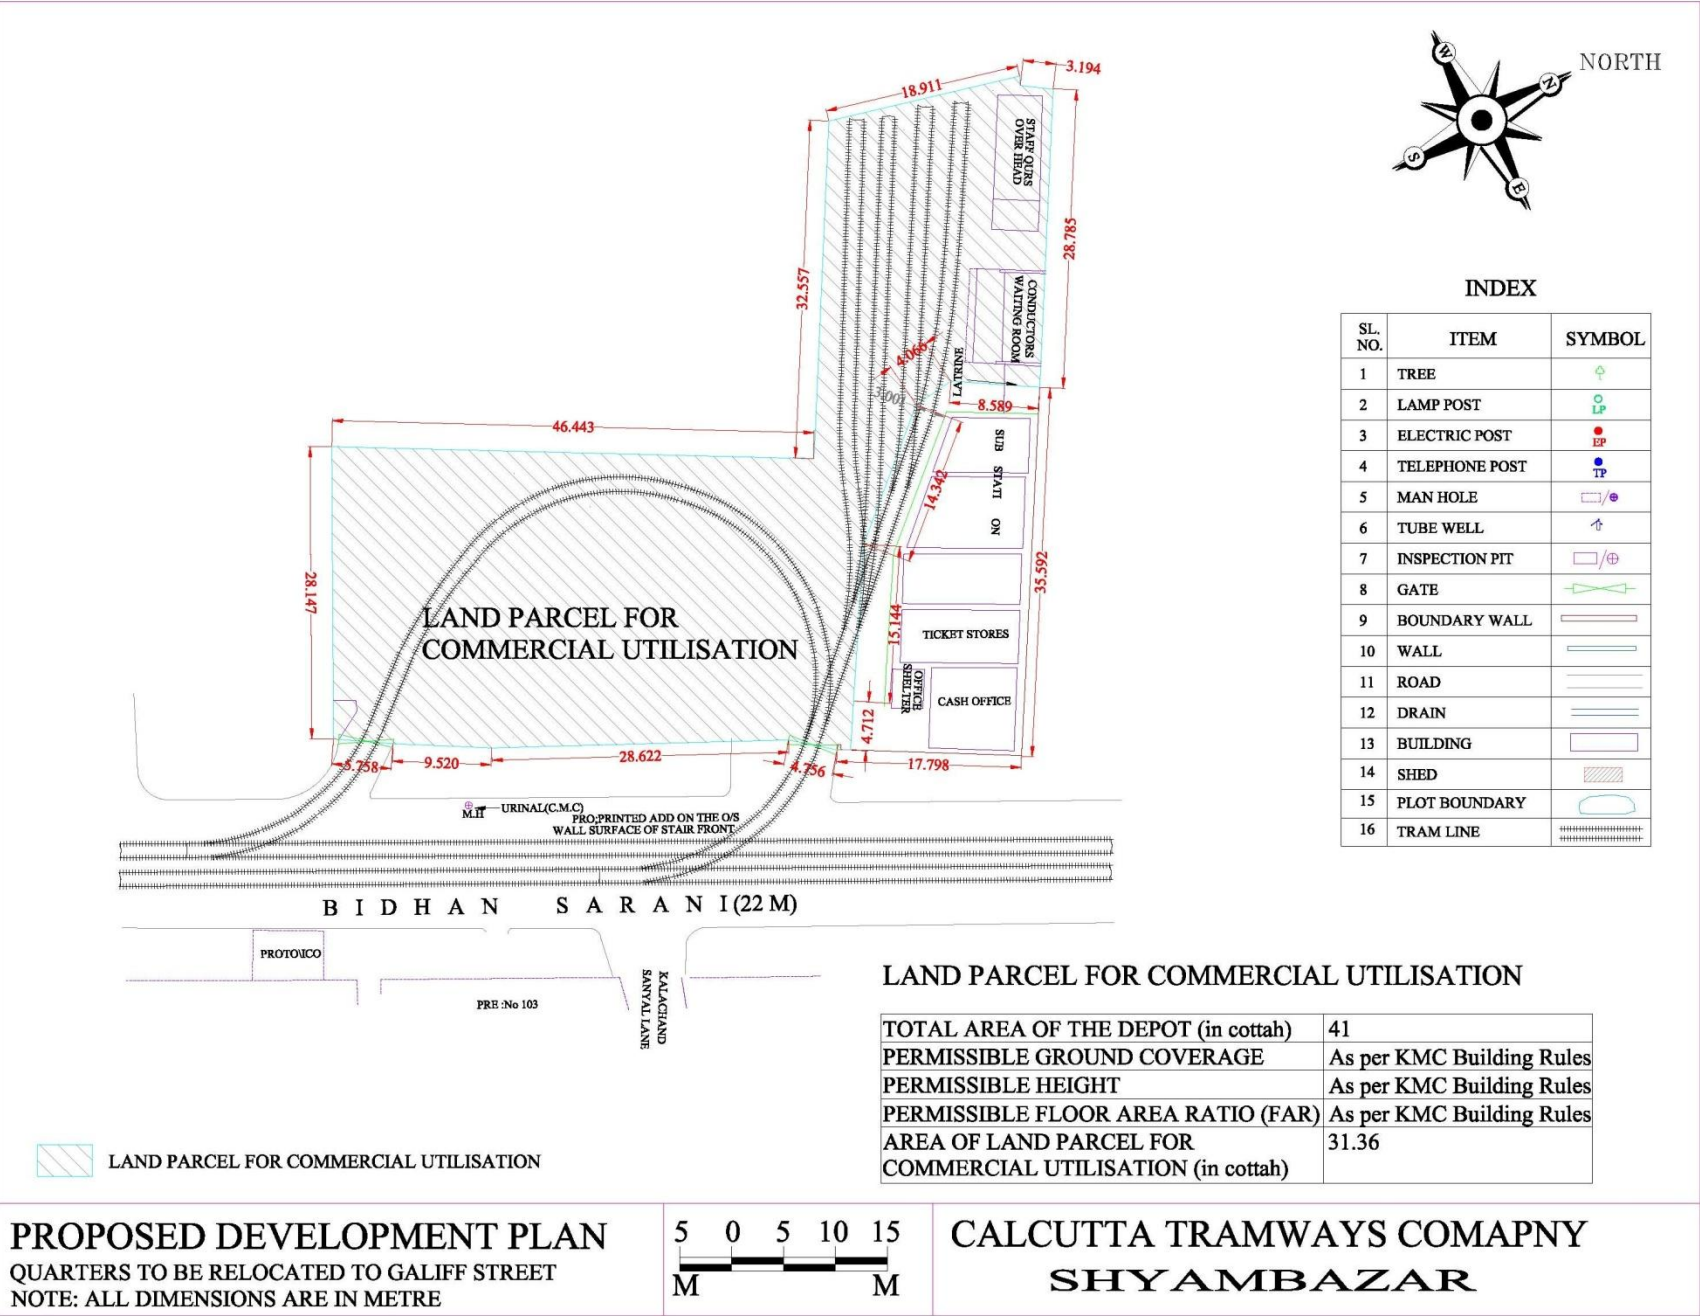 W
NORTH
N
S
E
3.194
18.911
STAFF QURS
OVER HEAD
28.785
32.557
CONDUCTORS
WAITING ROOM
4.066
LATRINE
3.001
8.589
46.443
SUB STATI ON
14.342
35.592
28.147
LAND PARCEL FOR
COMMERCIAL UTILISATION
15.144
TICKET STORES
OFFICE
SHELTER
CASH OFFICE
4.712
5.758
9.520
28.622
4.756
17.798
M.H
URINAL(C.M.C)
PRO;PRINTED ADD ON THE O/S
WALL SURFACE OF STAIR FRONT
BIDHAN SARANI (22 M)
PROTO\ICO
PRE :No 103
KALACHAND
SANYAL LANE
INDEX
SL. NO. ITEM SYMBOL
1 TREE
2 LAMP POST LP
3 ELECTRIC POST EP
4 TELEPHONE POST TP
5 MAN HOLE /
6 TUBE WELL
7 INSPECTION PIT /
8 GATE
9 BOUNDARY WALL
10 WALL
11 ROAD
12 DRAIN
13 BUILDING
14 SHED
15 PLOT BOUNDARY
16 TRAM LINE
LAND PARCEL FOR COMMERCIAL UTILISATION
TOTAL AREA OF THE DEPOT (in cottah) 41
PERMISSIBLE GROUND COVERAGE As per KMC Building Rules
PERMISSIBLE HEIGHT As per KMC Building Rules
PERMISSIBLE FLOOR AREA RATIO (FAR) As per KMC Building Rules
AREA OF LAND PARCEL FOR 31.36
COMMERCIAL UTILISATION (in cottah)
LAND PARCEL FOR COMMERCIAL UTILISATION
PROPOSED DEVELOPMENT PLAN
QUARTERS TO BE RELOCATED TO GALIFF STREET
NOTE: ALL DIMENSIONS ARE IN METRE
5 0 5 10 15
M M
CALCUTTA TRAMWAYS COMAPNY
SHYAMBAZAR